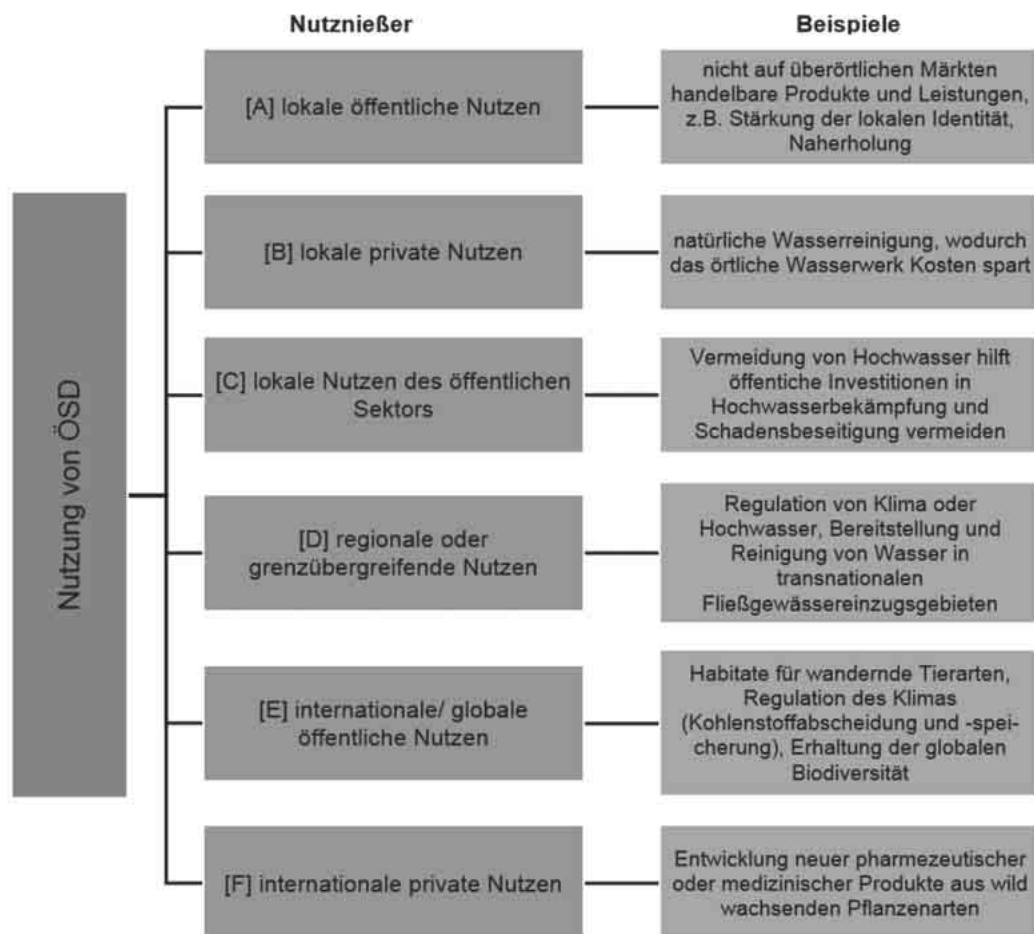 Nutznießer
Beispiele
Nutzung von ÖSD
[A] lokale öffentliche Nutzen
nicht auf überörtlichen Märkten
handelbare Produkte und Leistungen,
z.B. Stärkung der lokalen Identität,
Naherholung
[B] lokale private Nutzen
natürliche Wasserreinigung, wodurch
das örtliche Wasserwerk Kosten spart
[C] lokale Nutzen des öffentlichen
Sektors
Vermeidung von Hochwasser hilft
öffentiche Investitionen in
Hochwasserbekämpfung und
Schadensbeseitigung vermeiden
[D] regionale oder
grenzübergreifende Nutzen
Regulation von Klima oder
Hochwasser, Bereitstellung und
Reinigung von Wasser in
transnationalen
Fließgewässereinzugsgebieten
[E] internationale/ globale
öffentliche Nutzen
Habitate für wandernde Tierarten,
Regulation des Klimas
(Kohlenstoffabscheidung und -spei-
cherung), Erhaltung der globalen
Biodiversität
[F] internationale private Nutzen
Entwicklung neuer pharmezeutischer
oder medizinischer Produkte aus wild
wachsenden Pflanzenarten